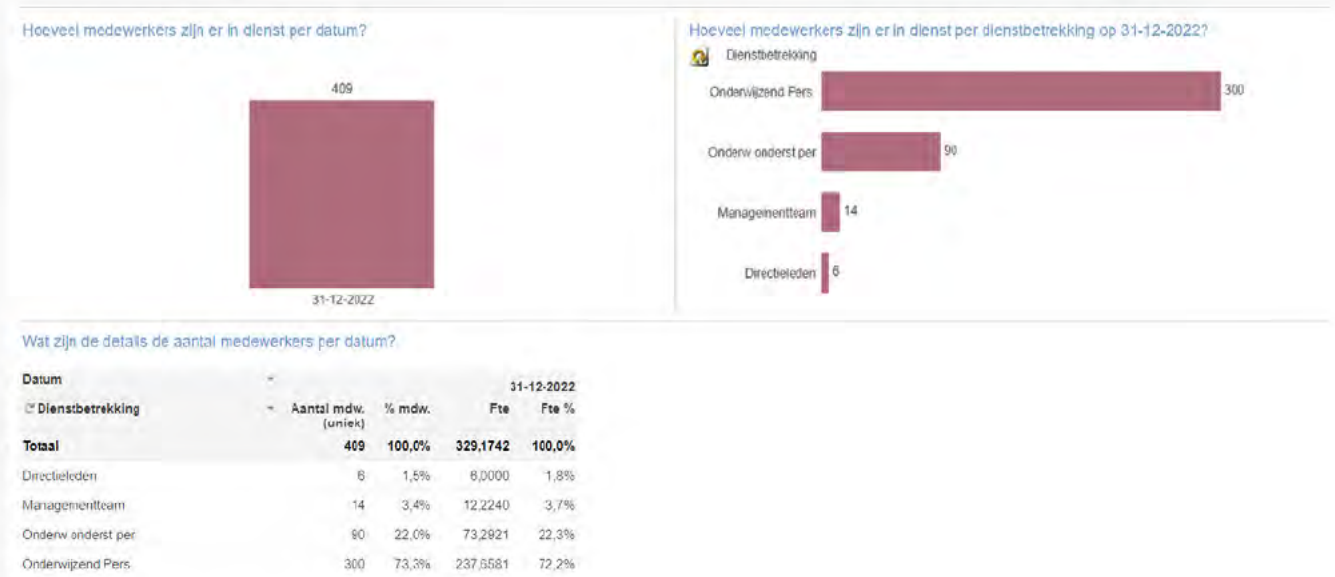 Hoeveel medewerkers zijn er in dienst per datum?
409
31-12-2022
Hoeveel medewerkers zijn er in dienst per dienstbetrekking op 31-12-2022?
Dienstbetrekking
Onderwijzend Pers 300
Onderw onderst per 90
Managementteam 14
Directieleden 6
Wat zijn de details de aantal medewerkers per datum?
Datum 31-12-2022
Dienstbetrekking Aantal mdw. % mdw. Fte Fte %
(uniek)
Totaal 409 100,0% 329,1742 100,0%
Directieleden 6 1,5% 6,0000 1,8%
Managementteam 14 3,4% 12,2240 3,7%
Onderw onderst per 90 22,0% 73,2921 22,3%
Onderwijzend Pers 300 73,3% 237,6581 72,2%